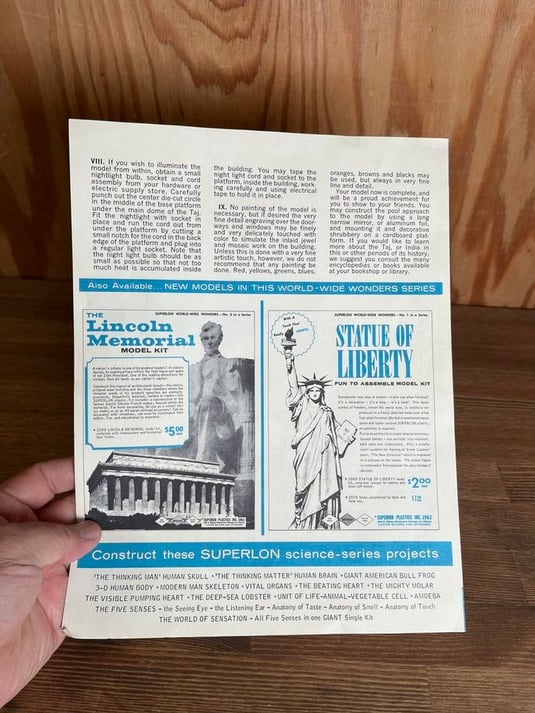 VIII. If you wish to illuminate the
model from within, obtain a small
nightlight bulb, socket and cord
assembly from your hardware or
electric supply store. Carefully
punch out the center die-cut circle
in the middle of the base platform
under the main dome of the Taj.
Fit the nightlight with socket in
place and run the cord out from
under the platform by cutting a
small notch for the cord in the back
edge of the platform and plug into
a regular light socket. Note that
the night light bulb should be as
small as possible so that not too
much heat is accumulated inside
the building. You may tape the
night light cord and socket to the
platform, inside the building, work-
ing carefully and using electrical
tape to hold it in place.
IX. No painting of the model is
necessary, but if desired the very
fine detail engraving over the door-
ways and windows may be finely
and very delicately touched with
color to simulate the inlaid jewel
and mosaic work on the building.
Unless this is done with a very fine
artistic touch, however, we do not
recommend that any painting be
done. Red, yellows, greens, blues,
oranges, browns and blacks may
be used, but always in very fine
line and detail.
Your model now is complete, and
will be a proud achievement for
you to show to your friends. You
may construct the pool approach
to the model by using a long
narrow mirror, or aluminum foil,
and mounting it and decorative
shrubbery on a cardboard plat-
form. If you would like to learn
more about the Taj, or India in
this or other periods of its history,
we suggest you consult the many
encyclopedias or books available
at your bookshop or library.
Also Available... NEW MODELS IN THIS WORLD-WIDE WONDERS SERIES
SUPERLON WORLD-WIDE WONDERS - No. 2 in a Series
THE
Lincoln
Memorial
MODEL KIT
$5.00
SUPERPLASTICS INC. 1963
SUPERLON WORLD-WIDE WONDERS - No. 1 in a Series
STATUE OF
LIBERTY
FUN TO ASSEMBLE MODEL KIT
$2.00
SUPERPLASTICS INC. 1963
Construct these SUPERLON science-series projects
'THE THINKING MAN' HUMAN SKULL • 'THE THINKING MATTER' HUMAN BRAIN • GIANT AMERICAN BULL FROG
3-D HUMAN BODY • MODERN MAN SKELETON • VITAL ORGANS • THE BEATING HEART • THE MIGHTY MOLAR
THE VISIBLE PUMPING HEART • THE DEEP-SEA LOBSTER • UNIT OF LIFE-ANIMAL-VEGETABLE CELL • AMOEBA
THE FIVE SENSES - the Seeing Eye - the Listening Ear - Anatomy of Taste - Anatomy of Smell - Anatomy of Touch
THE WORLD OF SENSATION - All Five Senses in one GIANT Single Kit